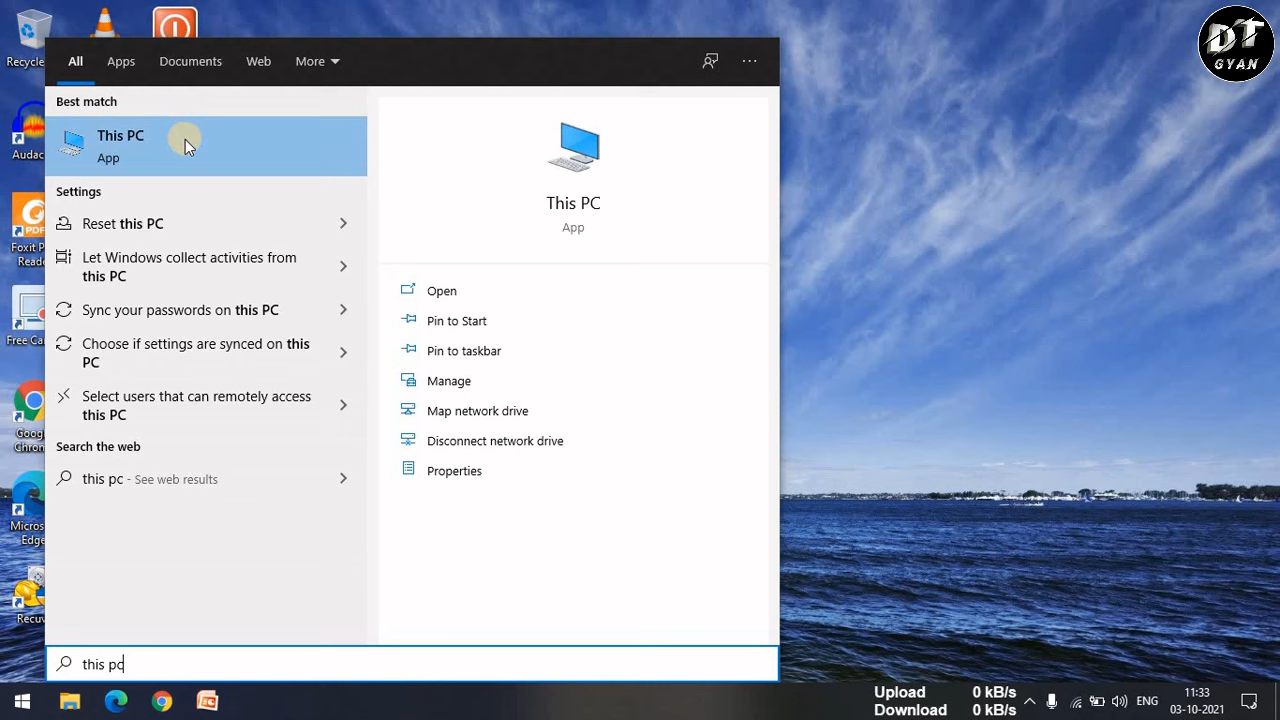 DT
GYAN
Recycle
All
Apps
Documents
Web
More
Best match
This PC
App
Settings
Reset this PC
Let Windows collect activities from
this PC
Sync your passwords on this PC
Choose if settings are synced on this
PC
Select users that can remotely access
this PC
Search the web
this pc - See web results
This PC
App
Open
Pin to Start
Pin to taskbar
Manage
Map network drive
Disconnect network drive
Properties
Audac
Foxit P
Reade
PDF
Free Ca
Google
Chron
Micros
Edge
Recuv
this pc
Upload 0 kB/s
Download 0 kB/s
ENG
11:33
03-10-2021